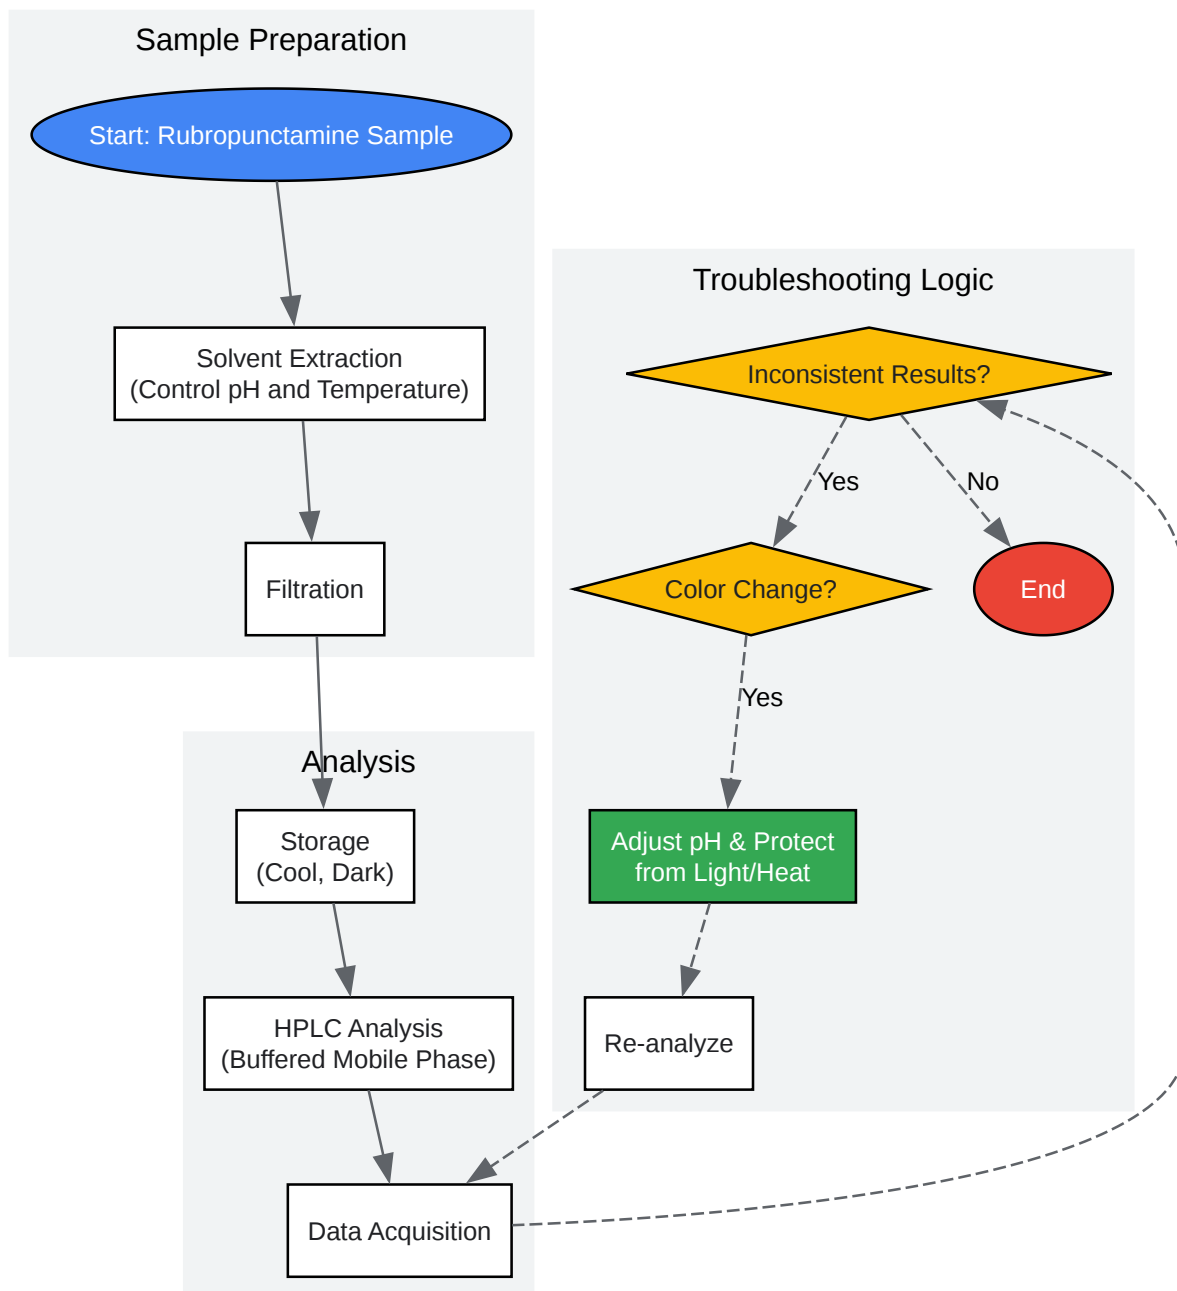 Sample Preparation
Start: Rubropunctamine Sample
Solvent Extraction
(Control pH and Temperature)
Filtration
Analysis
Storage
(Cool, Dark)
HPLC Analysis
(Buffered Mobile Phase)
Data Acquisition
Troubleshooting Logic
Inconsistent Results?
Yes
No
Color Change?
End
Yes
Adjust pH & Protect
from Light/Heat
Re-analyze